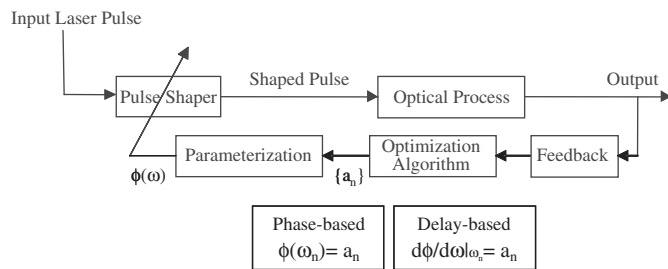 Input Laser Pulse
Pulse Shaper
Shaped Pulse
Optical Process
Output
Parameterization
Optimization
Algorithm
Feedback
ϕ(ω)
{aₙ}
Phase-based
ϕ(ωₙ)= aₙ
Delay-based
dϕ/dω|ωₙ= aₙ